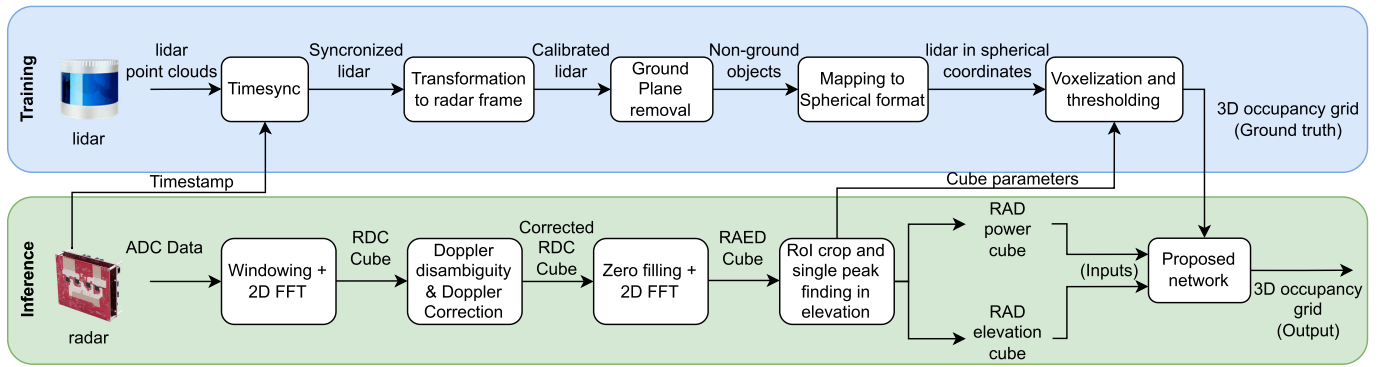 Training
lidar
point clouds
lidar
Timesync
Syncronized
lidar
Transformation
to radar frame
Calibrated
lidar
Ground
Plane
removal
Non-ground
objects
Mapping to
Spherical format
lidar in spherical
coordinates
Voxelization and
thresholding
3D occupancy grid
(Ground truth)
Timestamp
Cube parameters
Inference
radar
ADC Data
Windowing +
2D FFT
RDC
Cube
Doppler
disambiguity
& Doppler
Correction
Corrected
RDC
Cube
Zero filling +
2D FFT
RAED
Cube
RoI crop and
single peak
finding in
elevation
RAD
power
cube
(Inputs)
RAD
elevation
cube
Proposed
network
3D occupancy
grid
(Output)